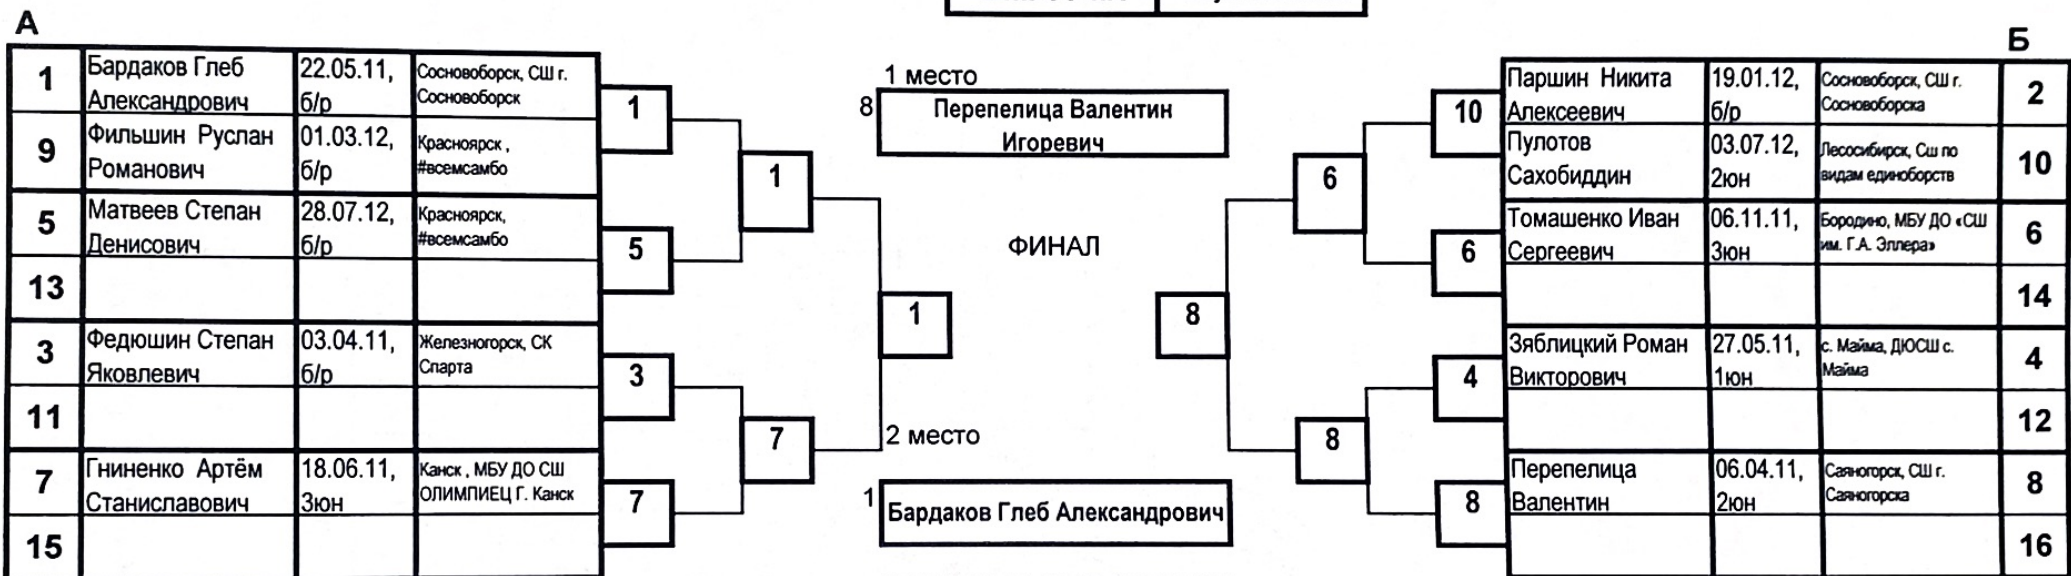 А
Б
1
Бардаков Глеб
Александрович
22.05.11,
б/р
Сосновоборск, СШ г.
Сосновоборск
9
Фильшин Руслан
Романович
01.03.12,
б/р
Красноярск ,
#всемсамбо
5
Матвеев Степан
Денисович
28.07.12,
б/р
Красноярск,
#всемсамбо
13
3
Федюшин Степан
Яковлевич
03.04.11,
б/р
Железногорск, СК
Спарта
11
7
Гниненко Артём
Станиславович
18.06.11,
3юн
Канск , МБУ ДО СШ
ОЛИМПИЕЦ Г. Канск
15
1
5
3
7
1
7
1
1 место
8
Перепелица Валентин
Игоревич
ФИНАЛ
2 место
1
Бардаков Глеб Александрович
8
6
8
10
6
4
8
Паршин Никита
Алексеевич
19.01.12,
б/р
Сосновоборск, СШ г.
Сосновоборска
2
Пулотов
Сахобиддин
03.07.12,
2юн
Лесосибирск, Сш по
видам единоборств
10
Томашенко Иван
Сергеевич
06.11.11,
3юн
Бородино, МБУ ДО «СШ
им. Г.А. Эллера»
6
14
Зяблицкий Роман
Викторович
27.05.11,
1юн
с. Майма, ДЮСШ с.
Майма
4
12
Перепелица
Валентин
06.04.11,
2юн
Саяногорск, СШ г.
Саяногорска
8
16